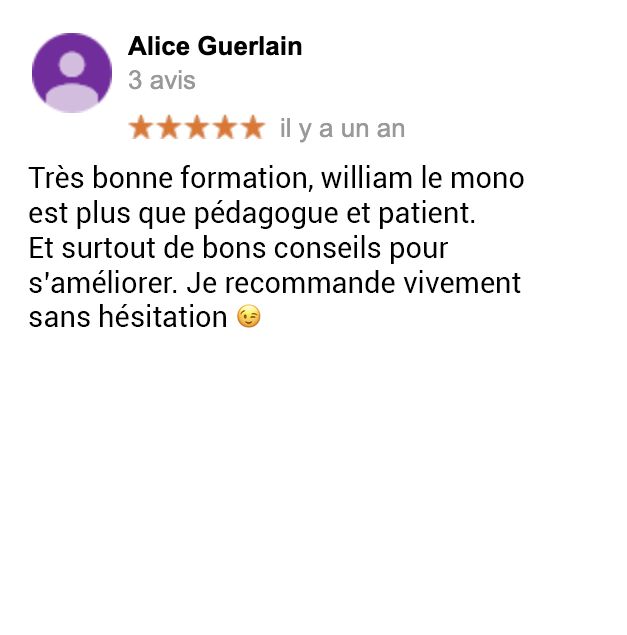 Alice Guerlain
3 avis
il y a un an
Très bonne formation, william le mono
est plus que pédagogue et patient.
Et surtout de bons conseils pour
s'améliorer. Je recommande vivement
sans hésitation 😉